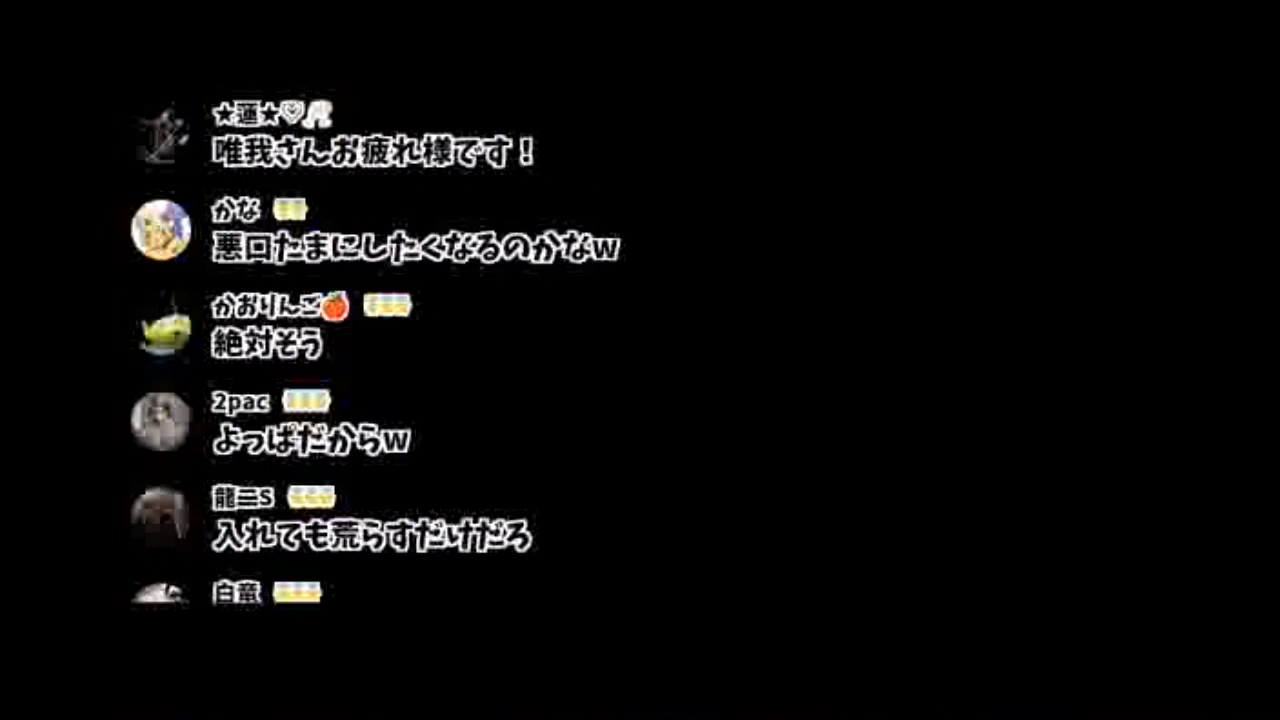 ★蓮★♡
唯我さんお疲れ様です！
かな
悪口たまにしたくなるのかなw
かおりんご🍎
絶対そう
2pac
よっぱだからw
龍二S
入れても荒らすだけだろ
白竜